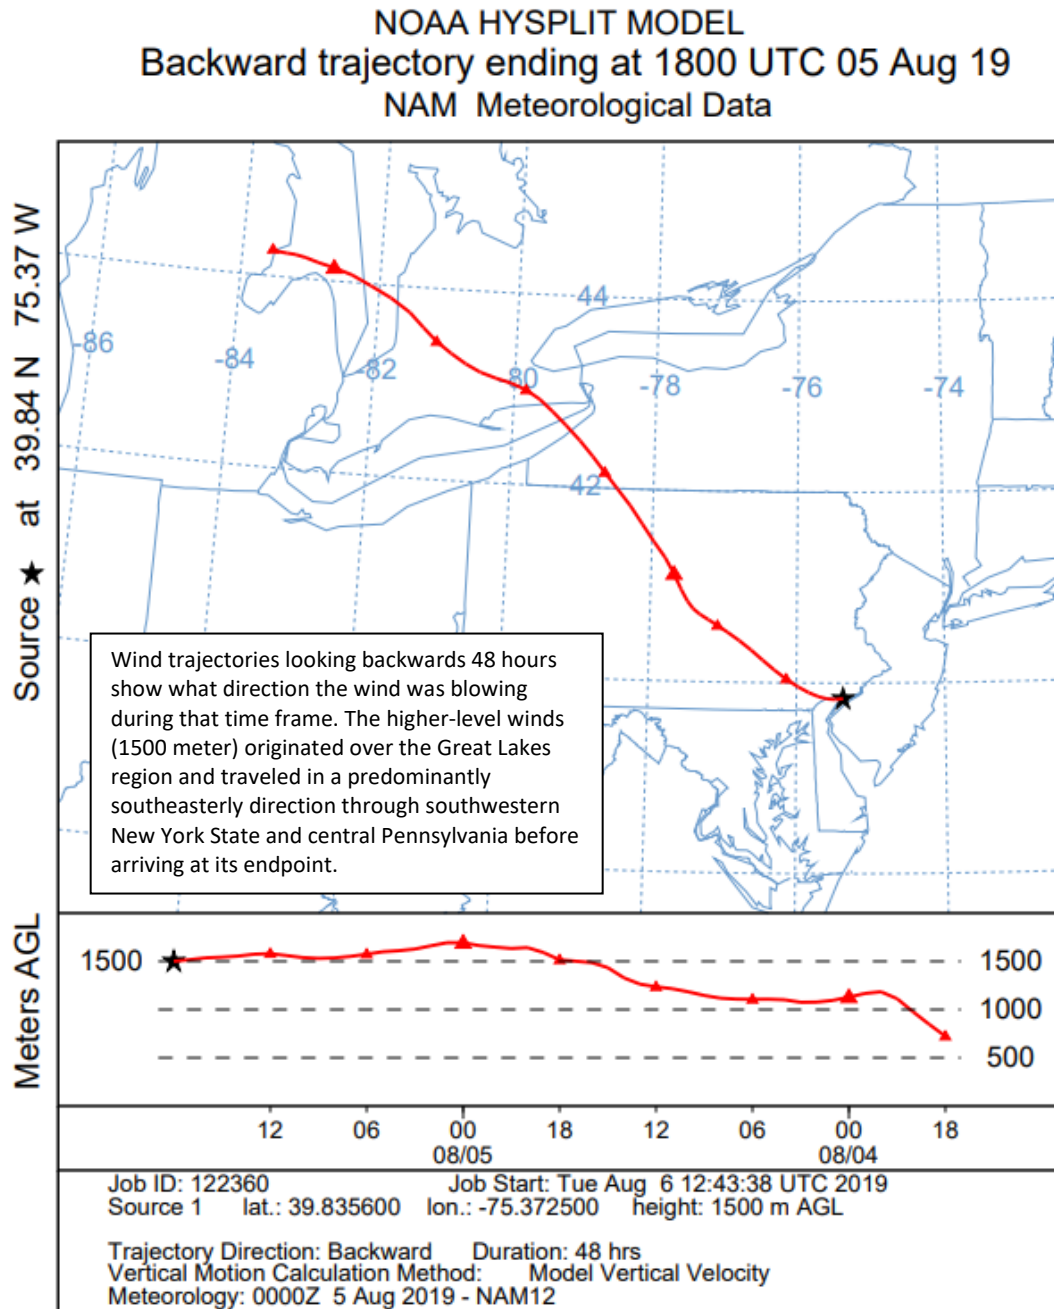 NOAA HYSPLIT MODEL
Backward trajectory ending at 1800 UTC 05 Aug 19
NAM Meteorological Data
Source ★ at 39.84 N 75.37 W
44
-86
-84
-82
-80
-78
-76
-74
42
Wind trajectories looking backwards 48 hours
show what direction the wind was blowing
during that time frame. The higher-level winds
(1500 meter) originated over the Great Lakes
region and traveled in a predominantly
southeasterly direction through southwestern
New York State and central Pennsylvania before
arriving at its endpoint.
Meters AGL
1500
1500
1000
500
12 06 00 18 12 06 00 18
08/05 08/04
Job ID: 122360 Job Start: Tue Aug 6 12:43:38 UTC 2019
Source 1 lat.: 39.835600 lon.: -75.372500 height: 1500 m AGL
Trajectory Direction: Backward Duration: 48 hrs
Vertical Motion Calculation Method: Model Vertical Velocity
Meteorology: 0000Z 5 Aug 2019 - NAM12